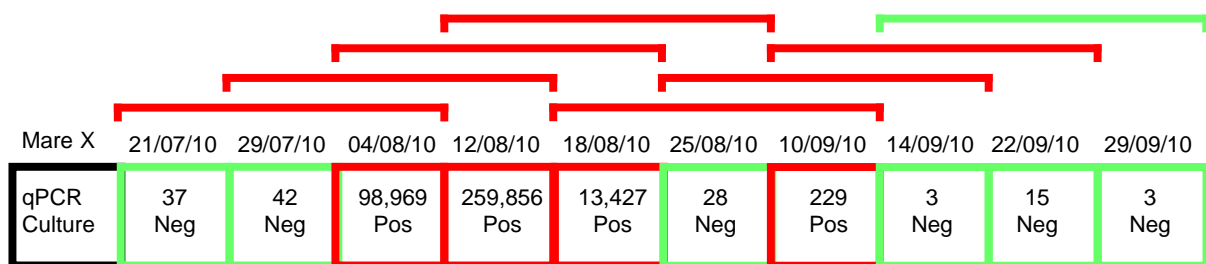 Mare X 21/07/10 29/07/10 04/08/10 12/08/10 18/08/10 25/08/10 10/09/10 14/09/10 22/09/10 29/09/10
qPCR 37 42 98,969 259,856 13,427 28 229 3 15 3
Culture Neg Neg Pos Pos Pos Neg Pos Neg Neg Neg